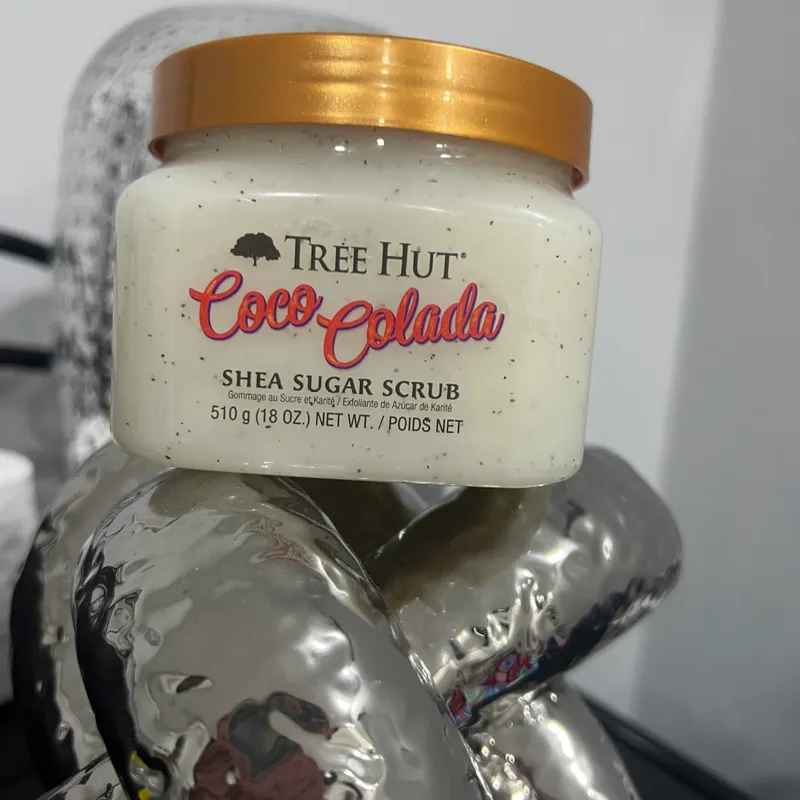 TREE HUT®
Coco Colada
SHEA SUGAR SCRUB
Gommage au Sucre et Karité / Exfoliante de Azúcar de Karité
510 g (18 OZ.) NET WT. / POIDS NET